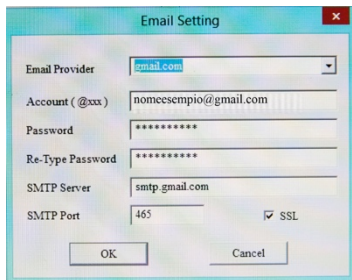 Email Setting
Email Provider gmail.com
Account ( @xxx ) nomeesempio@gmail.com
Password **********
Re-Type Password **********
SMTP Server smtp.gmail.com
SMTP Port 465 SSL
OK Cancel